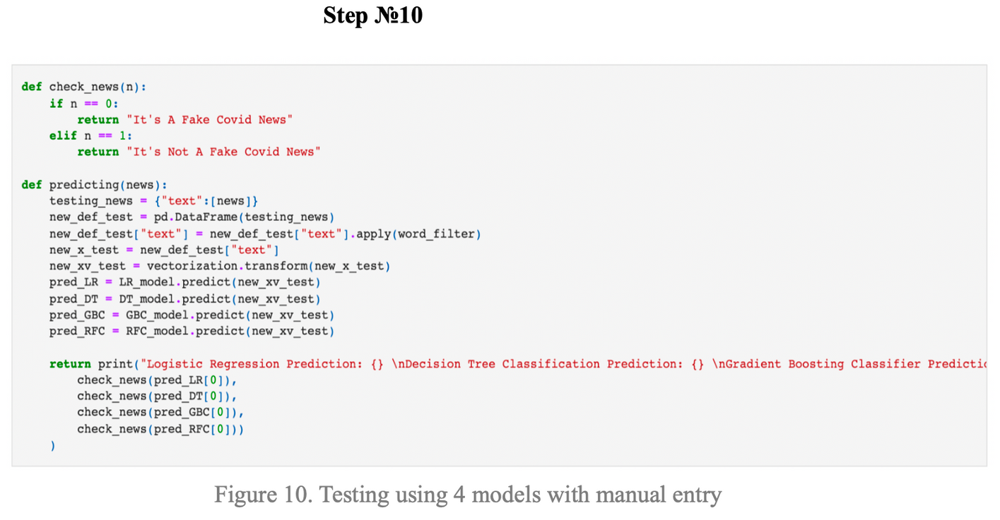 Step №10
def check_news(n):
    if n == 0:
        return "It's A Fake Covid News"
    elif n == 1:
        return "It's Not A Fake Covid News"
def predicting(news):
    testing_news = {"text":[news]}
    new_def_test = pd.DataFrame(testing_news)
    new_def_test["text"] = new_def_test["text"].apply(word_filter)
    new_x_test = new_def_test["text"]
    new_xv_test = vectorization.transform(new_x_test)
    pred_LR = LR_model.predict(new_xv_test)
    pred_DT = DT_model.predict(new_xv_test)
    pred_GBC = GBC_model.predict(new_xv_test)
    pred_RFC = RFC_model.predict(new_xv_test)
    return print("Logistic Regression Prediction: {} \nDecision Tree Classification Prediction: {} \nGradient Boosting Classifier
        check_news(pred_LR[0]),
        check_news(pred_DT[0]),
        check_news(pred_GBC[0]),
        check_news(pred_RFC[0]))
    )
Figure 10. Testing using 4 models with manual entry